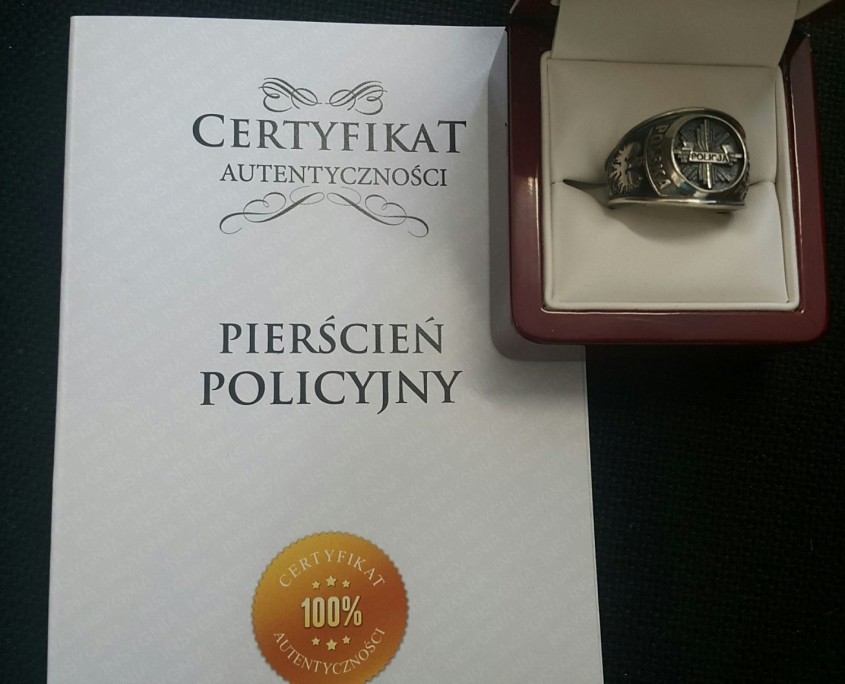 CERTYFIKAT
AUTENTYCZNOŚCI
PIERŚCIEŃ
POLICYJNY
CERTYFIKAT
100%
AUTENTYCZNOŚCI
POLICJA